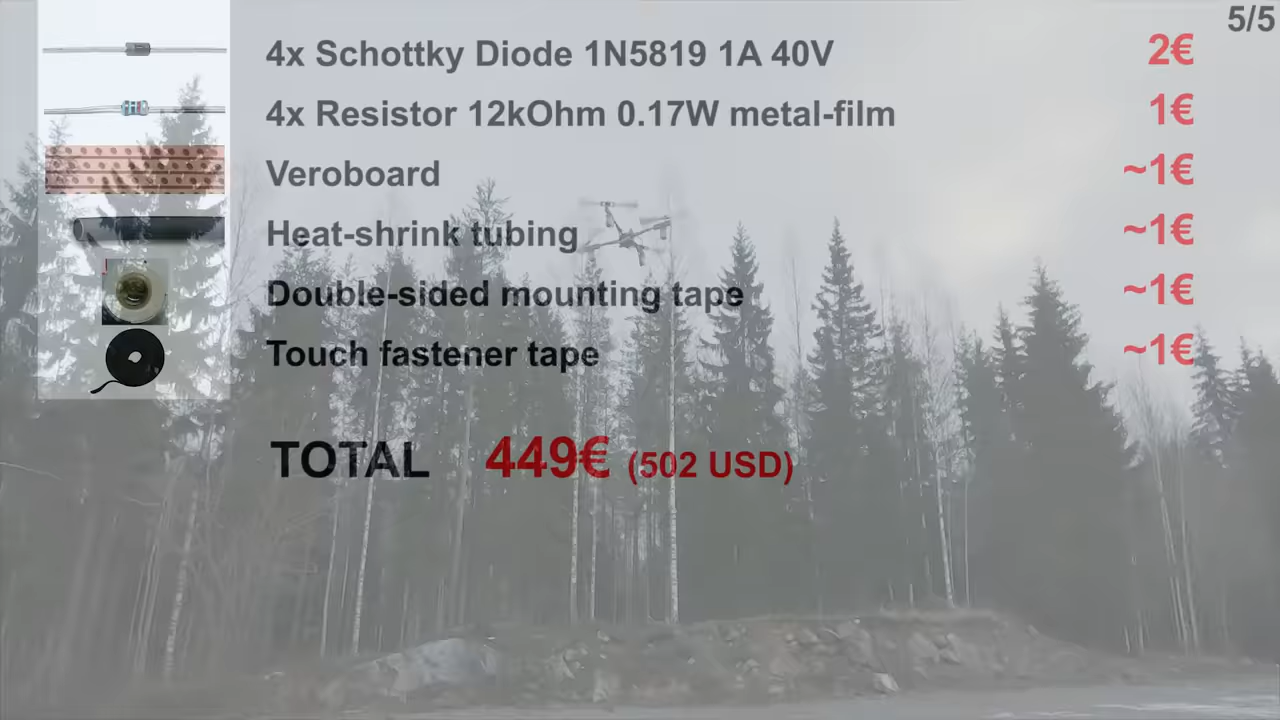 5/5
4x Schottky Diode 1N5819 1A 40V 2€
4x Resistor 12kOhm 0.17W metal-film 1€
Veroboard ~1€
Heat-shrink tubing ~1€
Double-sided mounting tape ~1€
Touch fastener tape ~1€
TOTAL 449€ (502 USD)